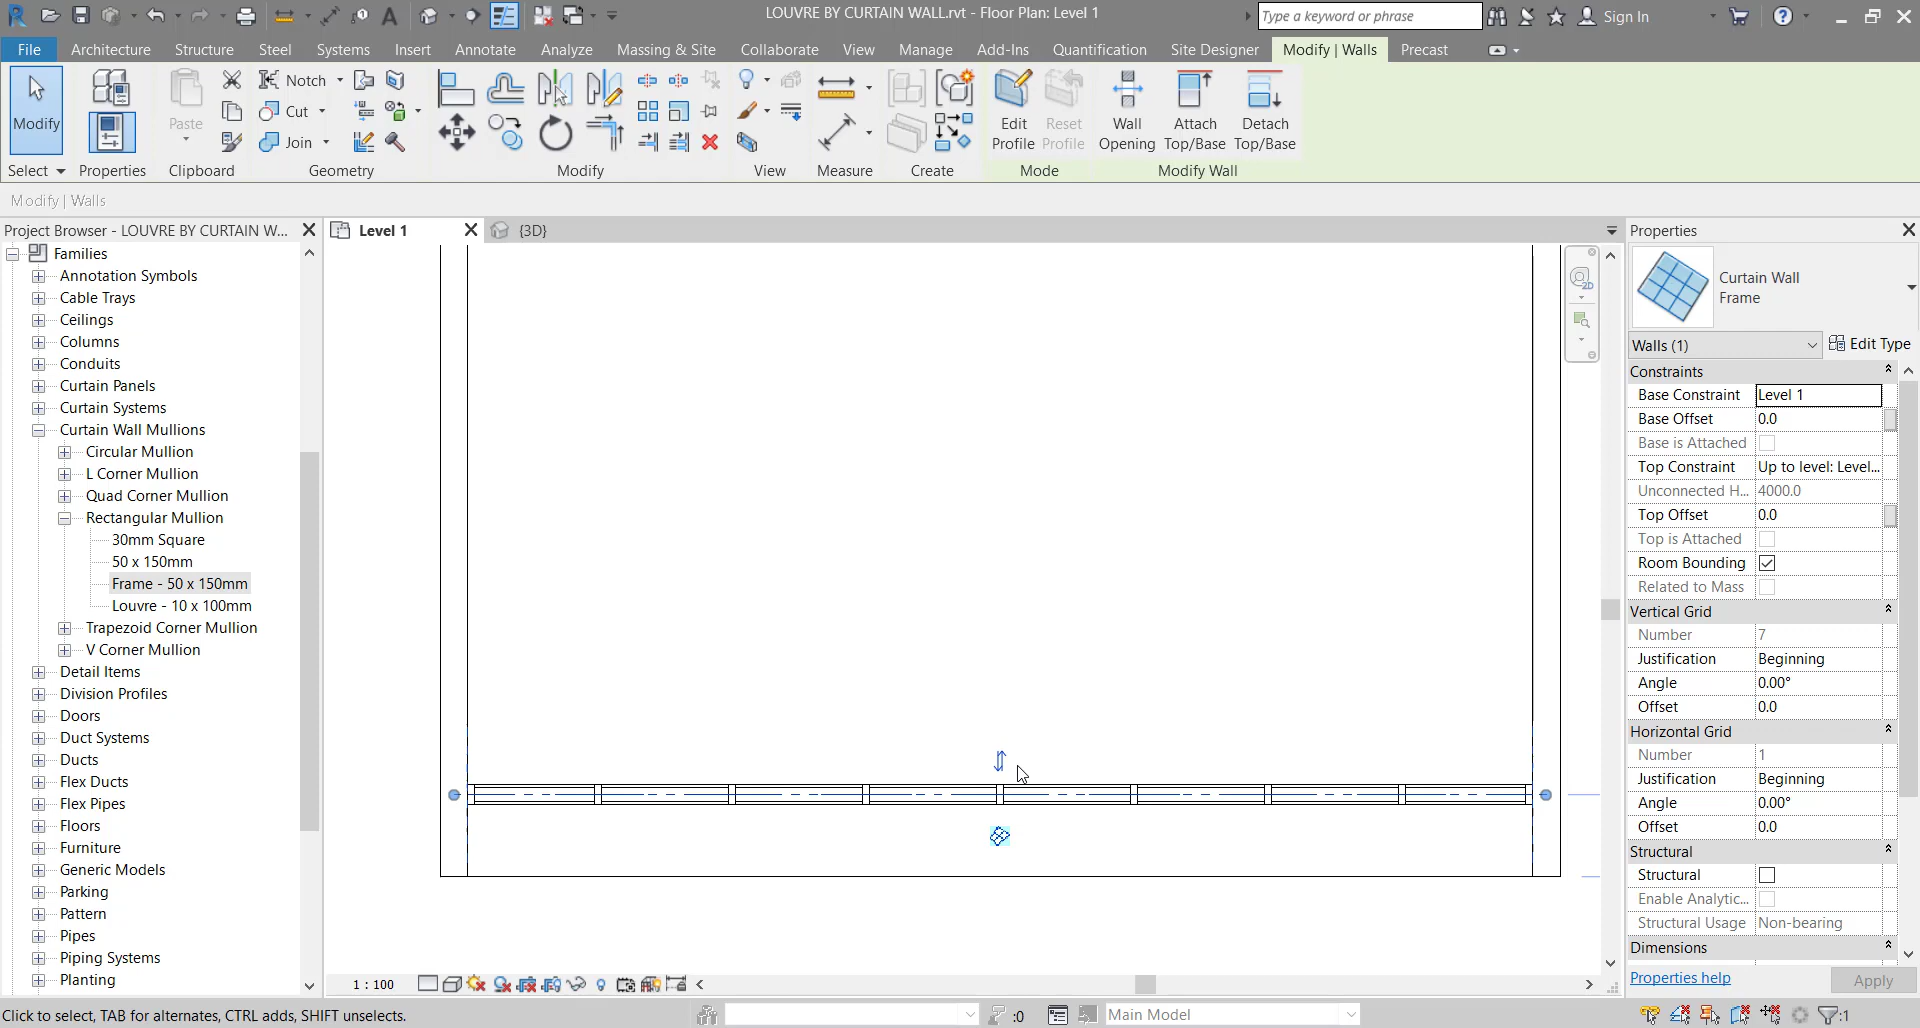 LOUVRE BY CURTAIN WALL.rvt - Floor Plan: Level 1
Type a keyword or phrase
Sign In
File Architecture Structure Steel Systems Insert Annotate Analyze Massing & Site Collaborate View Manage Add-Ins Quantification Site Designer Modify | Walls Precast
Modify
Paste
Notch
Cut
Join
Edit Profile
Reset Profile
Wall Opening
Attach Top/Base
Detach Top/Base
Select Properties Clipboard Geometry Modify View Measure Create Mode Modify Wall
Modify | Walls
Project Browser - LOUVRE BY CURTAIN W...
Families
Annotation Symbols
Cable Trays
Ceilings
Columns
Conduits
Curtain Panels
Curtain Systems
Curtain Wall Mullions
Circular Mullion
L Corner Mullion
Quad Corner Mullion
Rectangular Mullion
30mm Square
50 x 150mm
Frame - 50 x 150mm
Louvre - 10 x 100mm
Trapezoid Corner Mullion
V Corner Mullion
Detail Items
Division Profiles
Doors
Duct Systems
Ducts
Flex Ducts
Flex Pipes
Floors
Furniture
Generic Models
Parking
Pattern
Pipes
Piping Systems
Planting
Level 1
{3D}
2D
1 : 100
Properties
Curtain Wall
Frame
Walls (1)
Edit Type
Constraints
Base Constraint Level 1
Base Offset 0.0
Base is Attached
Top Constraint Up to level: Level...
Unconnected H... 4000.0
Top Offset 0.0
Top is Attached
Room Bounding
Related to Mass
Vertical Grid
Number 7
Justification Beginning
Angle 0.00°
Offset 0.0
Horizontal Grid
Number 1
Justification Beginning
Angle 0.00°
Offset 0.0
Structural
Structural
Enable Analytic...
Structural Usage Non-bearing
Dimensions
Properties help
Apply
Click to select, TAB for alternates, CTRL adds, SHIFT unselects.
:0
Main Model
:1